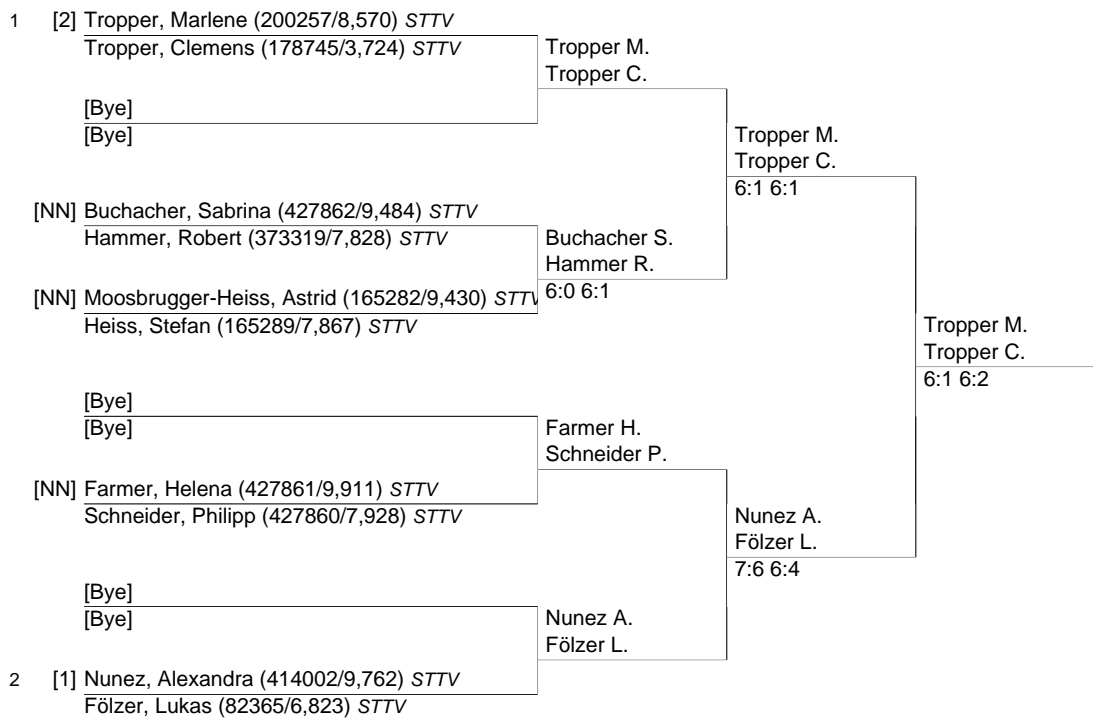 1 [2] Tropper, Marlene (200257/8,570) STTV
Tropper, Clemens (178745/3,724) STTV
Tropper M.
Tropper C.
[Bye]
[Bye]
Tropper M.
Tropper C.
6:1 6:1
[NN] Buchacher, Sabrina (427862/9,484) STTV
Hammer, Robert (373319/7,828) STTV
Buchacher S.
Hammer R.
6:0 6:1
[NN] Moosbrugger-Heiss, Astrid (165282/9,430) STTV
Heiss, Stefan (165289/7,867) STTV
Tropper M.
Tropper C.
6:1 6:2
[Bye]
[Bye]
Farmer H.
Schneider P.
[NN] Farmer, Helena (427861/9,911) STTV
Schneider, Philipp (427860/7,928) STTV
Nunez A.
Fölzer L.
7:6 6:4
[Bye]
[Bye]
Nunez A.
Fölzer L.
2 [1] Nunez, Alexandra (414002/9,762) STTV
Fölzer, Lukas (82365/6,823) STTV